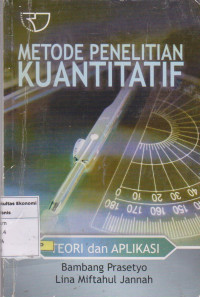 METODE PENELITIAN
KUANTITATIF
TEORI dan APLIKASI
Bambang Prasetyo
Lina Miftahul Jannah